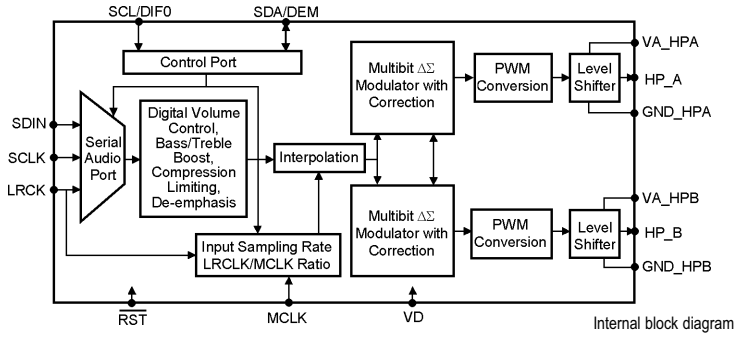 SCL/DIF0
SDA/DEM
Control Port
SDIN
SCLK
LRCK
Serial
Audio
Port
Digital Volume
Control,
Bass/Treble
Boost,
Compression
Limiting,
De-emphasis
Interpolation
Input Sampling Rate
LRCLK/MCLK Ratio
Multibit ΔΣ
Modulator with
Correction
PWM
Conversion
Level
Shifter
VA_HPA
HP_A
GND_HPA
Multibit ΔΣ
Modulator with
Correction
PWM
Conversion
Level
Shifter
VA_HPB
HP_B
GND_HPB
RST
MCLK
VD
Internal block diagram